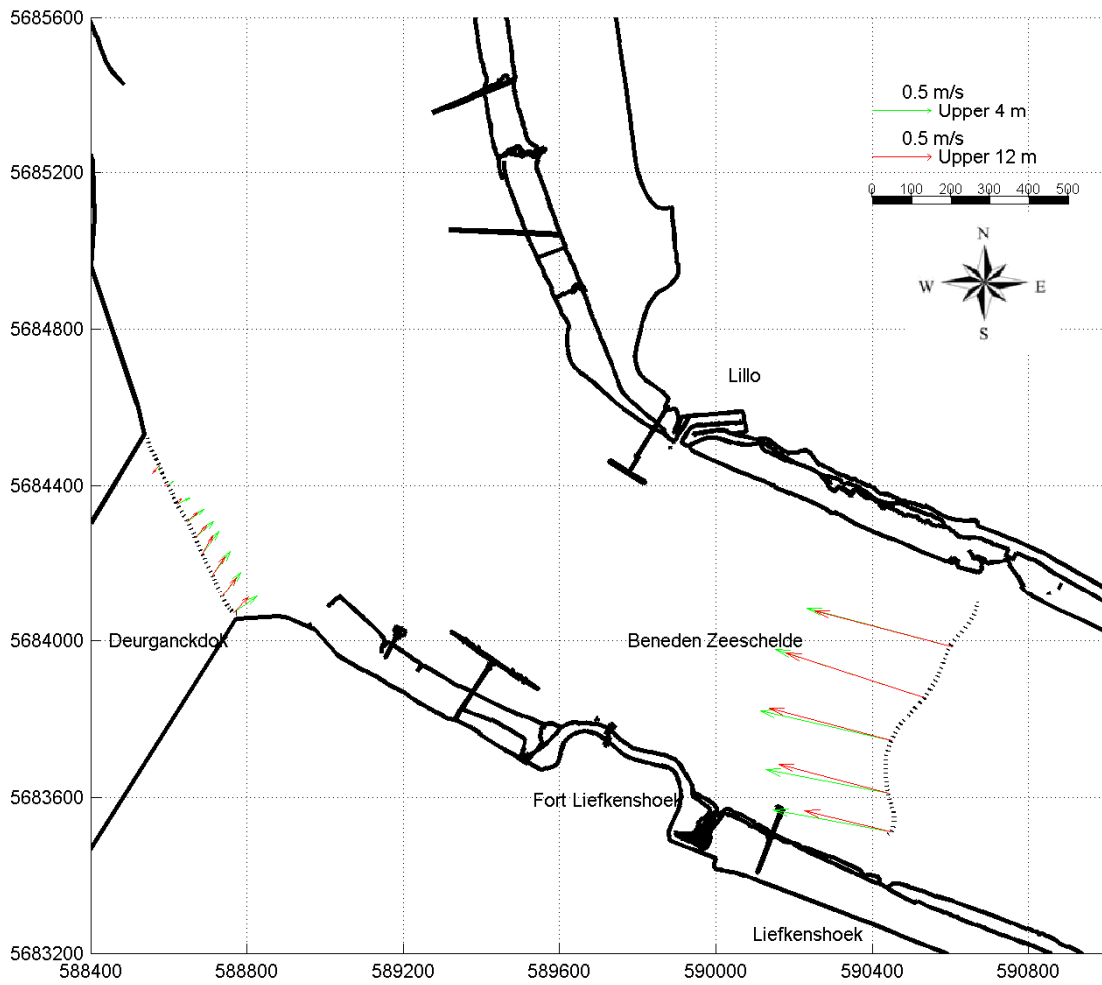 5685600
5685200
5684800
5684400
5684000
5683600
5683200
588400 588800 589200 589600 590000 590400 590800
0.5 m/s
Upper 4 m
0.5 m/s
Upper 12 m
0 100 200 300 400 500
N
W E
S
Lillo
Deurganckdok
Beneden Zeeschelde
Fort Liefkenshoek
Liefkenshoek